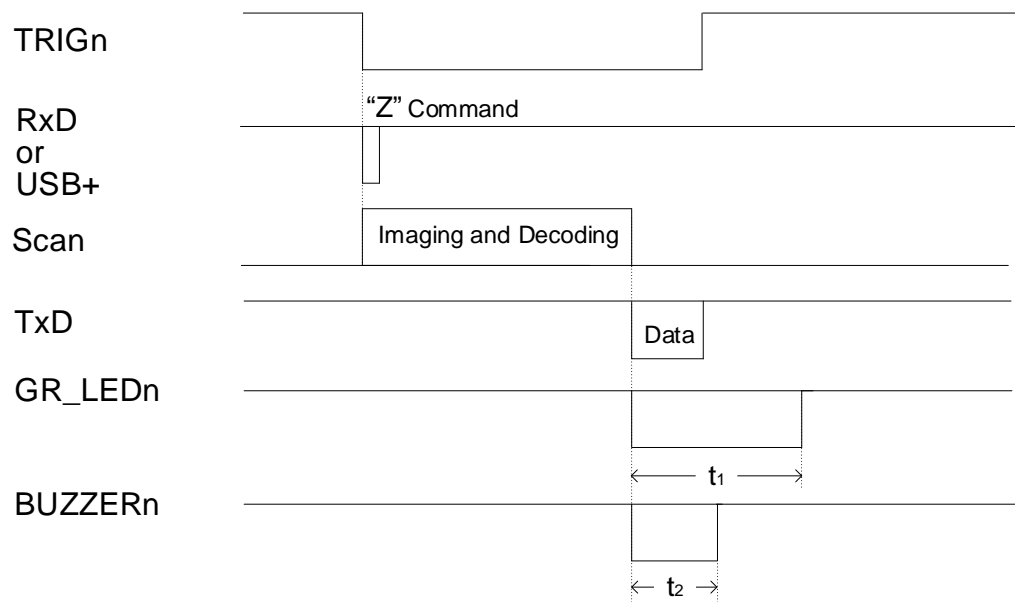 TRIGn
“Z” Command
RxD
or
USB+
Scan
Imaging and Decoding
TxD
Data
GR_LEDn
t1
BUZZERn
t2